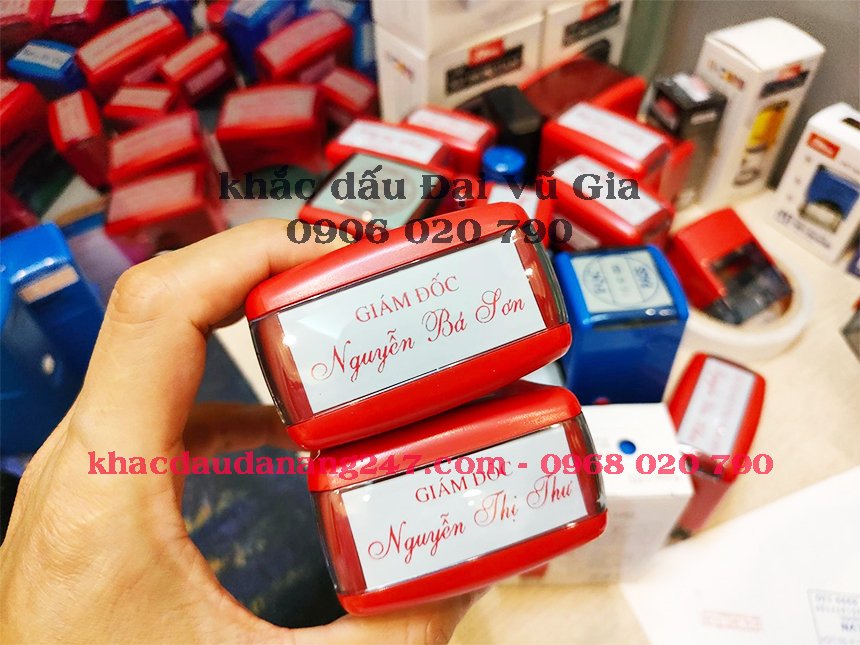 khắc dấu Đại Vũ Gia
0906 020 790
GIÁM ĐỐC
Nguyễn Bá Sơn
khacdaudanang247.com - 0968 020 790
GIÁM ĐỐC
Nguyễn Thị Thư